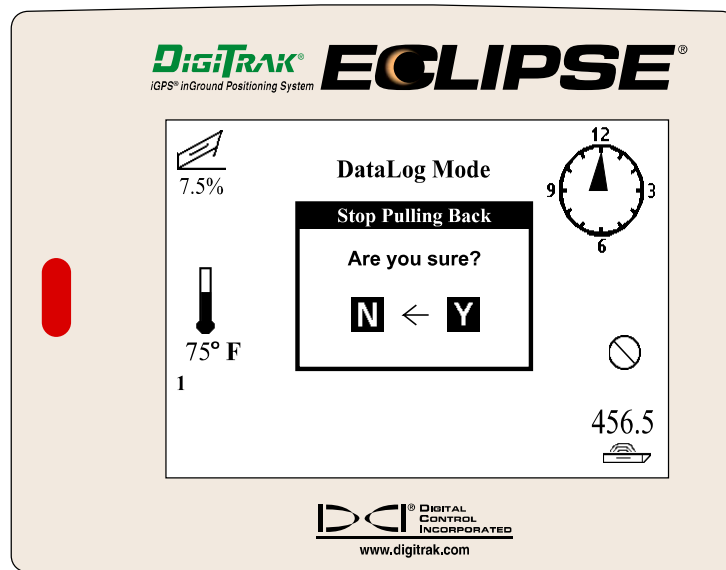 DIGITRAK® ECLIPSE®
iGPS® inGround Positioning System
12
DataLog Mode
7.5%
9
3
Stop Pulling Back
6
Are you sure?
N ← Y
75° F
1
456.5
DCI® DIGITAL
CONTROL
INCORPORATED
www.digitrak.com